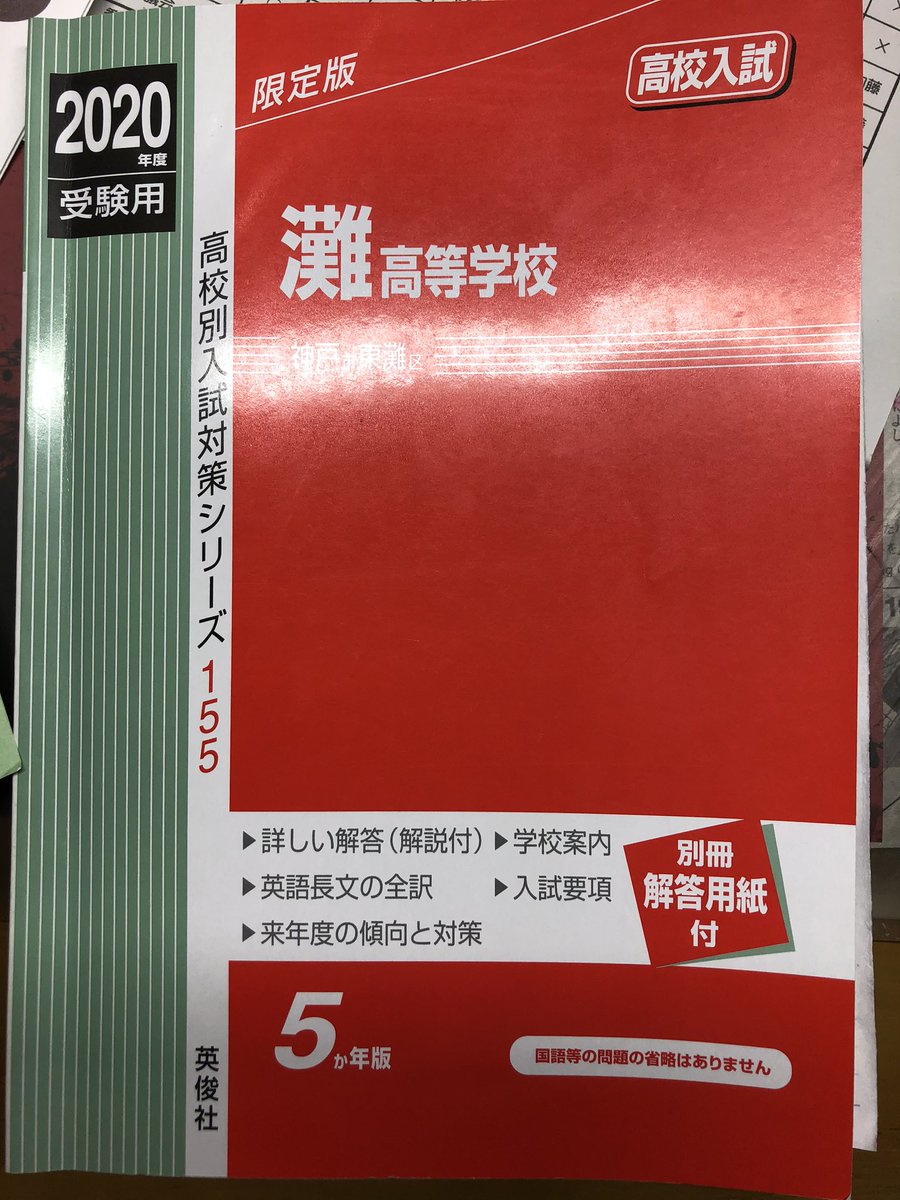 2020
年度
受験用
限定版
高校入試
灘高等学校
神戸市東灘区
高校別入試対策シリーズ155
▶詳しい解答(解説付)
▶学校案内
▶英語長文の全訳
▶入試要項
▶来年度の傾向と対策
別冊
解答用紙
付
5か年版
国語等の問題の省略はありません
英俊社